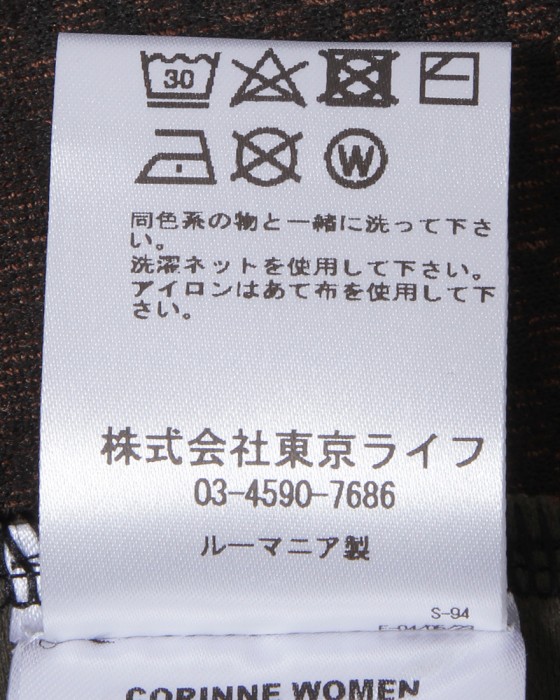 30
W
同色系の物と一緒に洗って下さ
い。
洗濯ネットを使用して下さい。
アイロンはあて布を使用して下
さい。
株式会社東京ライフ
03-4590-7686
ルーマニア製
S-94
CORINNE WOMEN